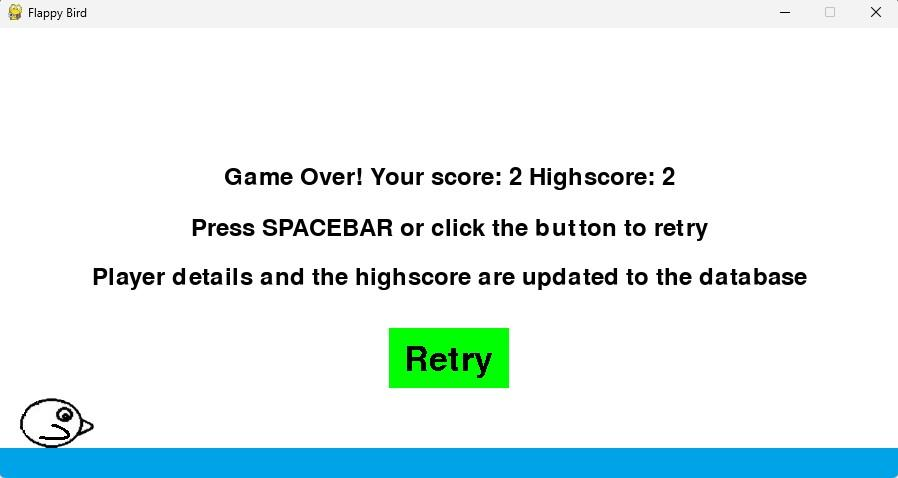 Flappy Bird
Game Over! Your score: 2 Highscore: 2
Press SPACEBAR or click the button to retry
Player details and the highscore are updated to the database
Retry